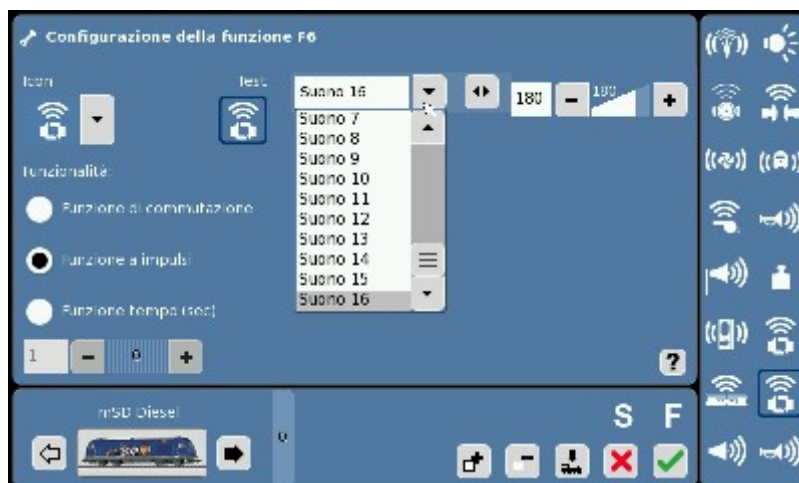 Configurazione della funzione F6
Icon
Test
Suono 16
180
180
Suono 7
Suono 8
Suono 9
Suono 10
Suono 11
Suono 12
Suono 13
Suono 14
Suono 15
Suono 16
Funzionalità:
Funzione di commutazione
Funzione a impulsi
Funzione tempo (sec)
1
0
?
mSD Diesel
0
S F